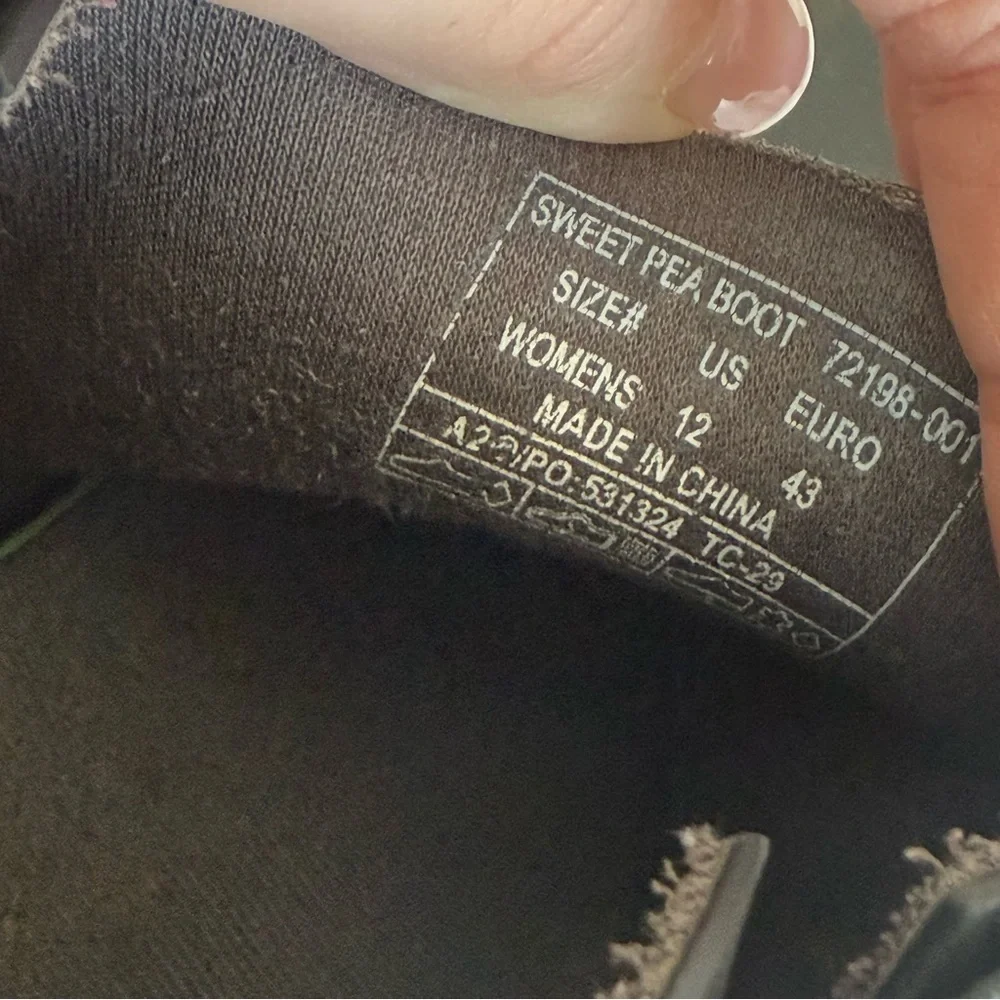 SWEET PEA BOOT 72198-001
SIZE# US EURO
WOMENS 12 43
MADE IN CHINA
PO:531324 TC-29